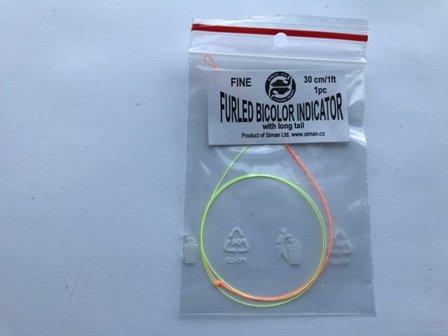 FINE
30 cm/1ft
1pc
FURLED BICOLOR INDICATOR
with long tail
Product of Siman Ltd, www.siman.cz